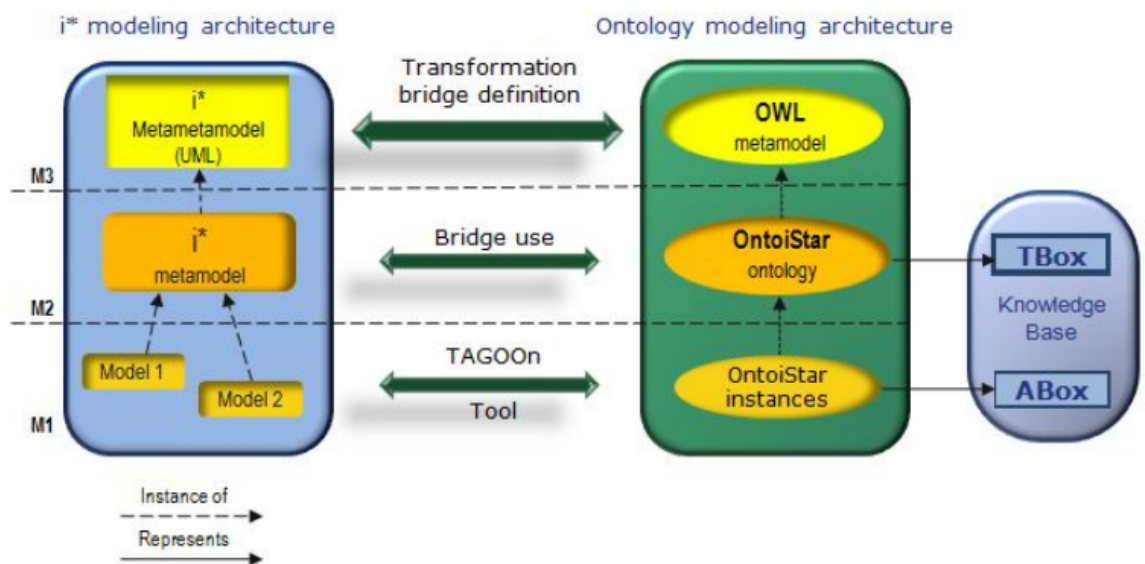 i* modeling architecture
Ontology modeling architecture
i*
Metametamodel
(UML)
Transformation
bridge definition
OWL
metamodel
M3
i*
metamodel
Bridge use
OntoiStar
ontology
TBox
Knowledge
Base
M2
Model 1
Model 2
TAGOOn
Tool
OntoiStar
instances
ABox
M1
Instance of
Represents